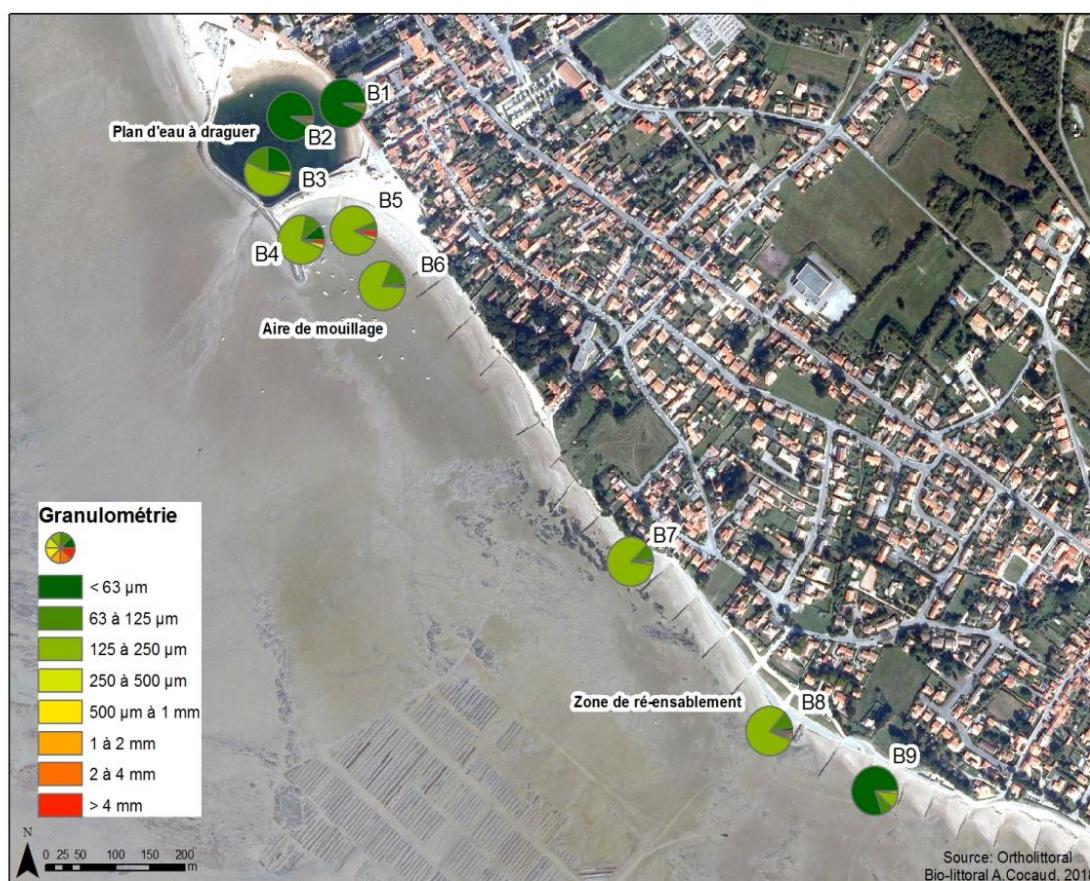 B1
Plan d'eau à draguer
B2
B3
B5
B4
B6
Aire de mouillage
B7
Zone de ré-ensablement
B8
B9
Granulométrie
< 63 µm
63 à 125 µm
125 à 250 µm
250 à 500 µm
500 µm à 1 mm
1 à 2 mm
2 à 4 mm
> 4 mm
N
0 25 50 100 150 200
m
Source: Ortholittoral
Bio-littoral A.Cocaud, 201